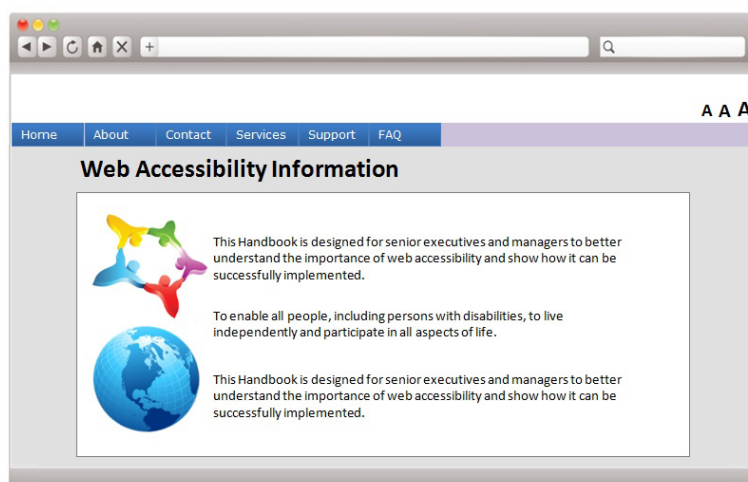 A A A
Home About Contact Services Support FAQ
Web Accessibility Information
This Handbook is designed for senior executives and managers to better
understand the importance of web accessibility and show how it can be
successfully implemented.
To enable all people, including persons with disabilities, to live
independently and participate in all aspects of life.
This Handbook is designed for senior executives and managers to better
understand the importance of web accessibility and show how it can be
successfully implemented.